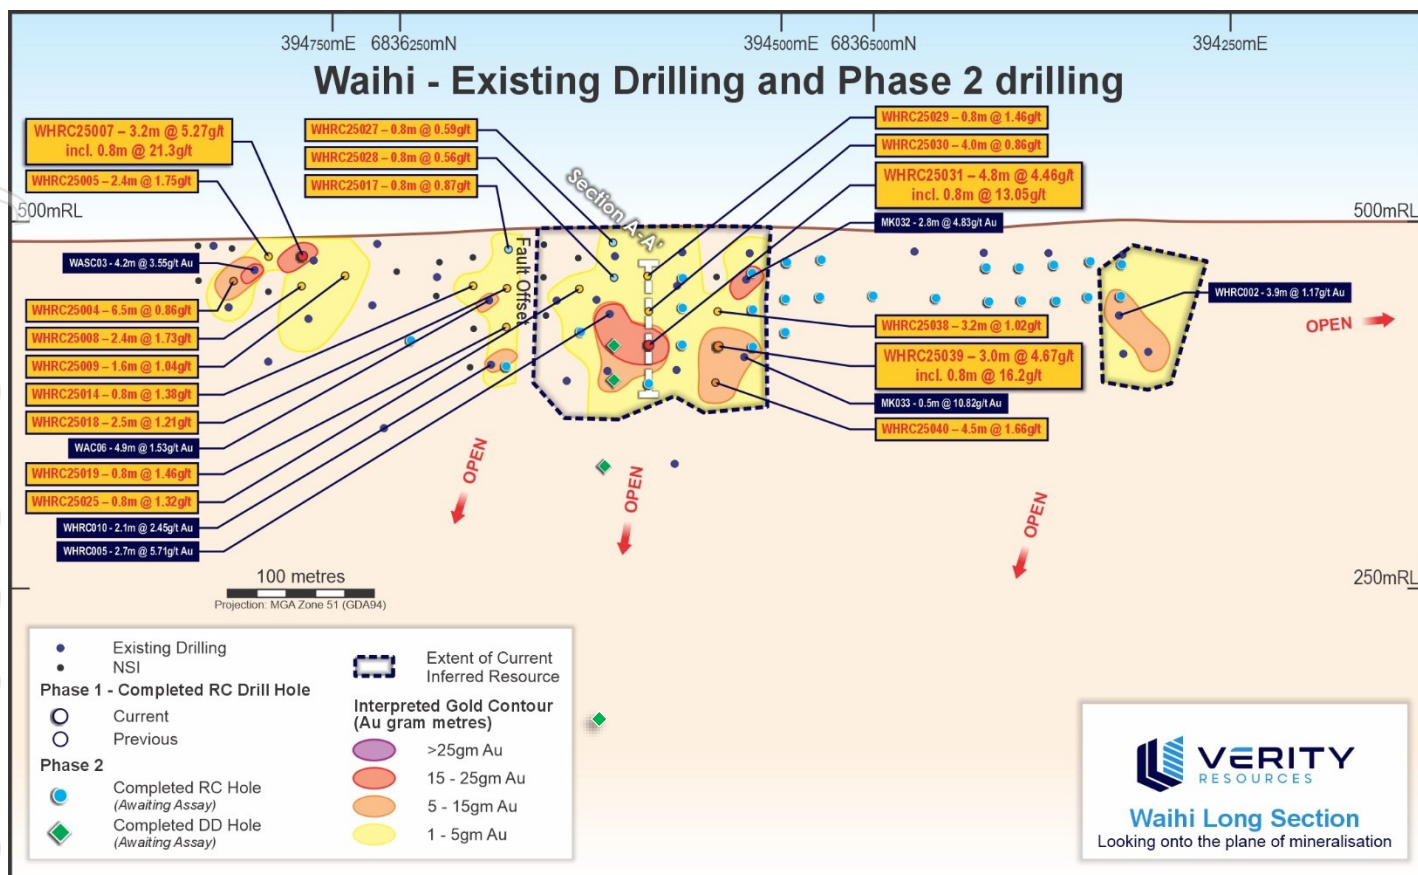 394750mE
6836250mN
394500mE
6836500mN
394250mE
Waihi - Existing Drilling and Phase 2 drilling
WHRC25007 – 3.2m @ 5.27g/t
incl. 0.8m @ 21.3g/t
WHRC25005 – 2.4m @ 1.75g/t
500mRL
WASC03 - 4.2m @ 3.55g/t Au
WHRC25004 – 6.5m @ 0.86g/t
WHRC25008 – 2.4m @ 1.73g/t
WHRC25009 – 1.6m @ 1.04g/t
WHRC25014 – 0.8m @ 1.38g/t
WHRC25018 – 2.5m @ 1.21g/t
WAC06 - 4.9m @ 1.53g/t Au
WHRC25019 – 0.8m @ 1.46g/t
WHRC25025 – 0.8m @ 1.32g/t
WHRC010 - 2.1m @ 2.45g/t Au
WHRC005 - 2.7m @ 5.71g/t Au
WHRC25027 – 0.8m @ 0.59g/t
WHRC25028 – 0.8m @ 0.56g/t
WHRC25017 – 0.8m @ 0.87g/t
Section A-A'
Fault Offset
WHRC25029 – 0.8m @ 1.46g/t
WHRC25030 – 4.0m @ 0.86g/t
WHRC25031 – 4.8m @ 4.46g/t
incl. 0.8m @ 13.05g/t
MK032 - 2.8m @ 4.83g/t Au
500mRL
WHRC002 - 3.9m @ 1.17g/t Au
WHRC25038 – 3.2m @ 1.02g/t
WHRC25039 – 3.0m @ 4.67g/t
incl. 0.8m @ 16.2g/t
MK033 - 0.5m @ 10.82g/t Au
WHRC25040 – 4.5m @ 1.66g/t
OPEN
OPEN
OPEN
OPEN
250mRL
100 metres
Projection: MGA Zone 51 (GDA94)
Existing Drilling
NSI
Phase 1 - Completed RC Drill Hole
Current
Previous
Phase 2
Completed RC Hole
(Awaiting Assay)
Completed DD Hole
(Awaiting Assay)
Extent of Current
Inferred Resource
Interpreted Gold Contour
(Au gram metres)
>25gm Au
15 - 25gm Au
5 - 15gm Au
1 - 5gm Au
VERITY
RESOURCES
Waihi Long Section
Looking onto the plane of mineralisation